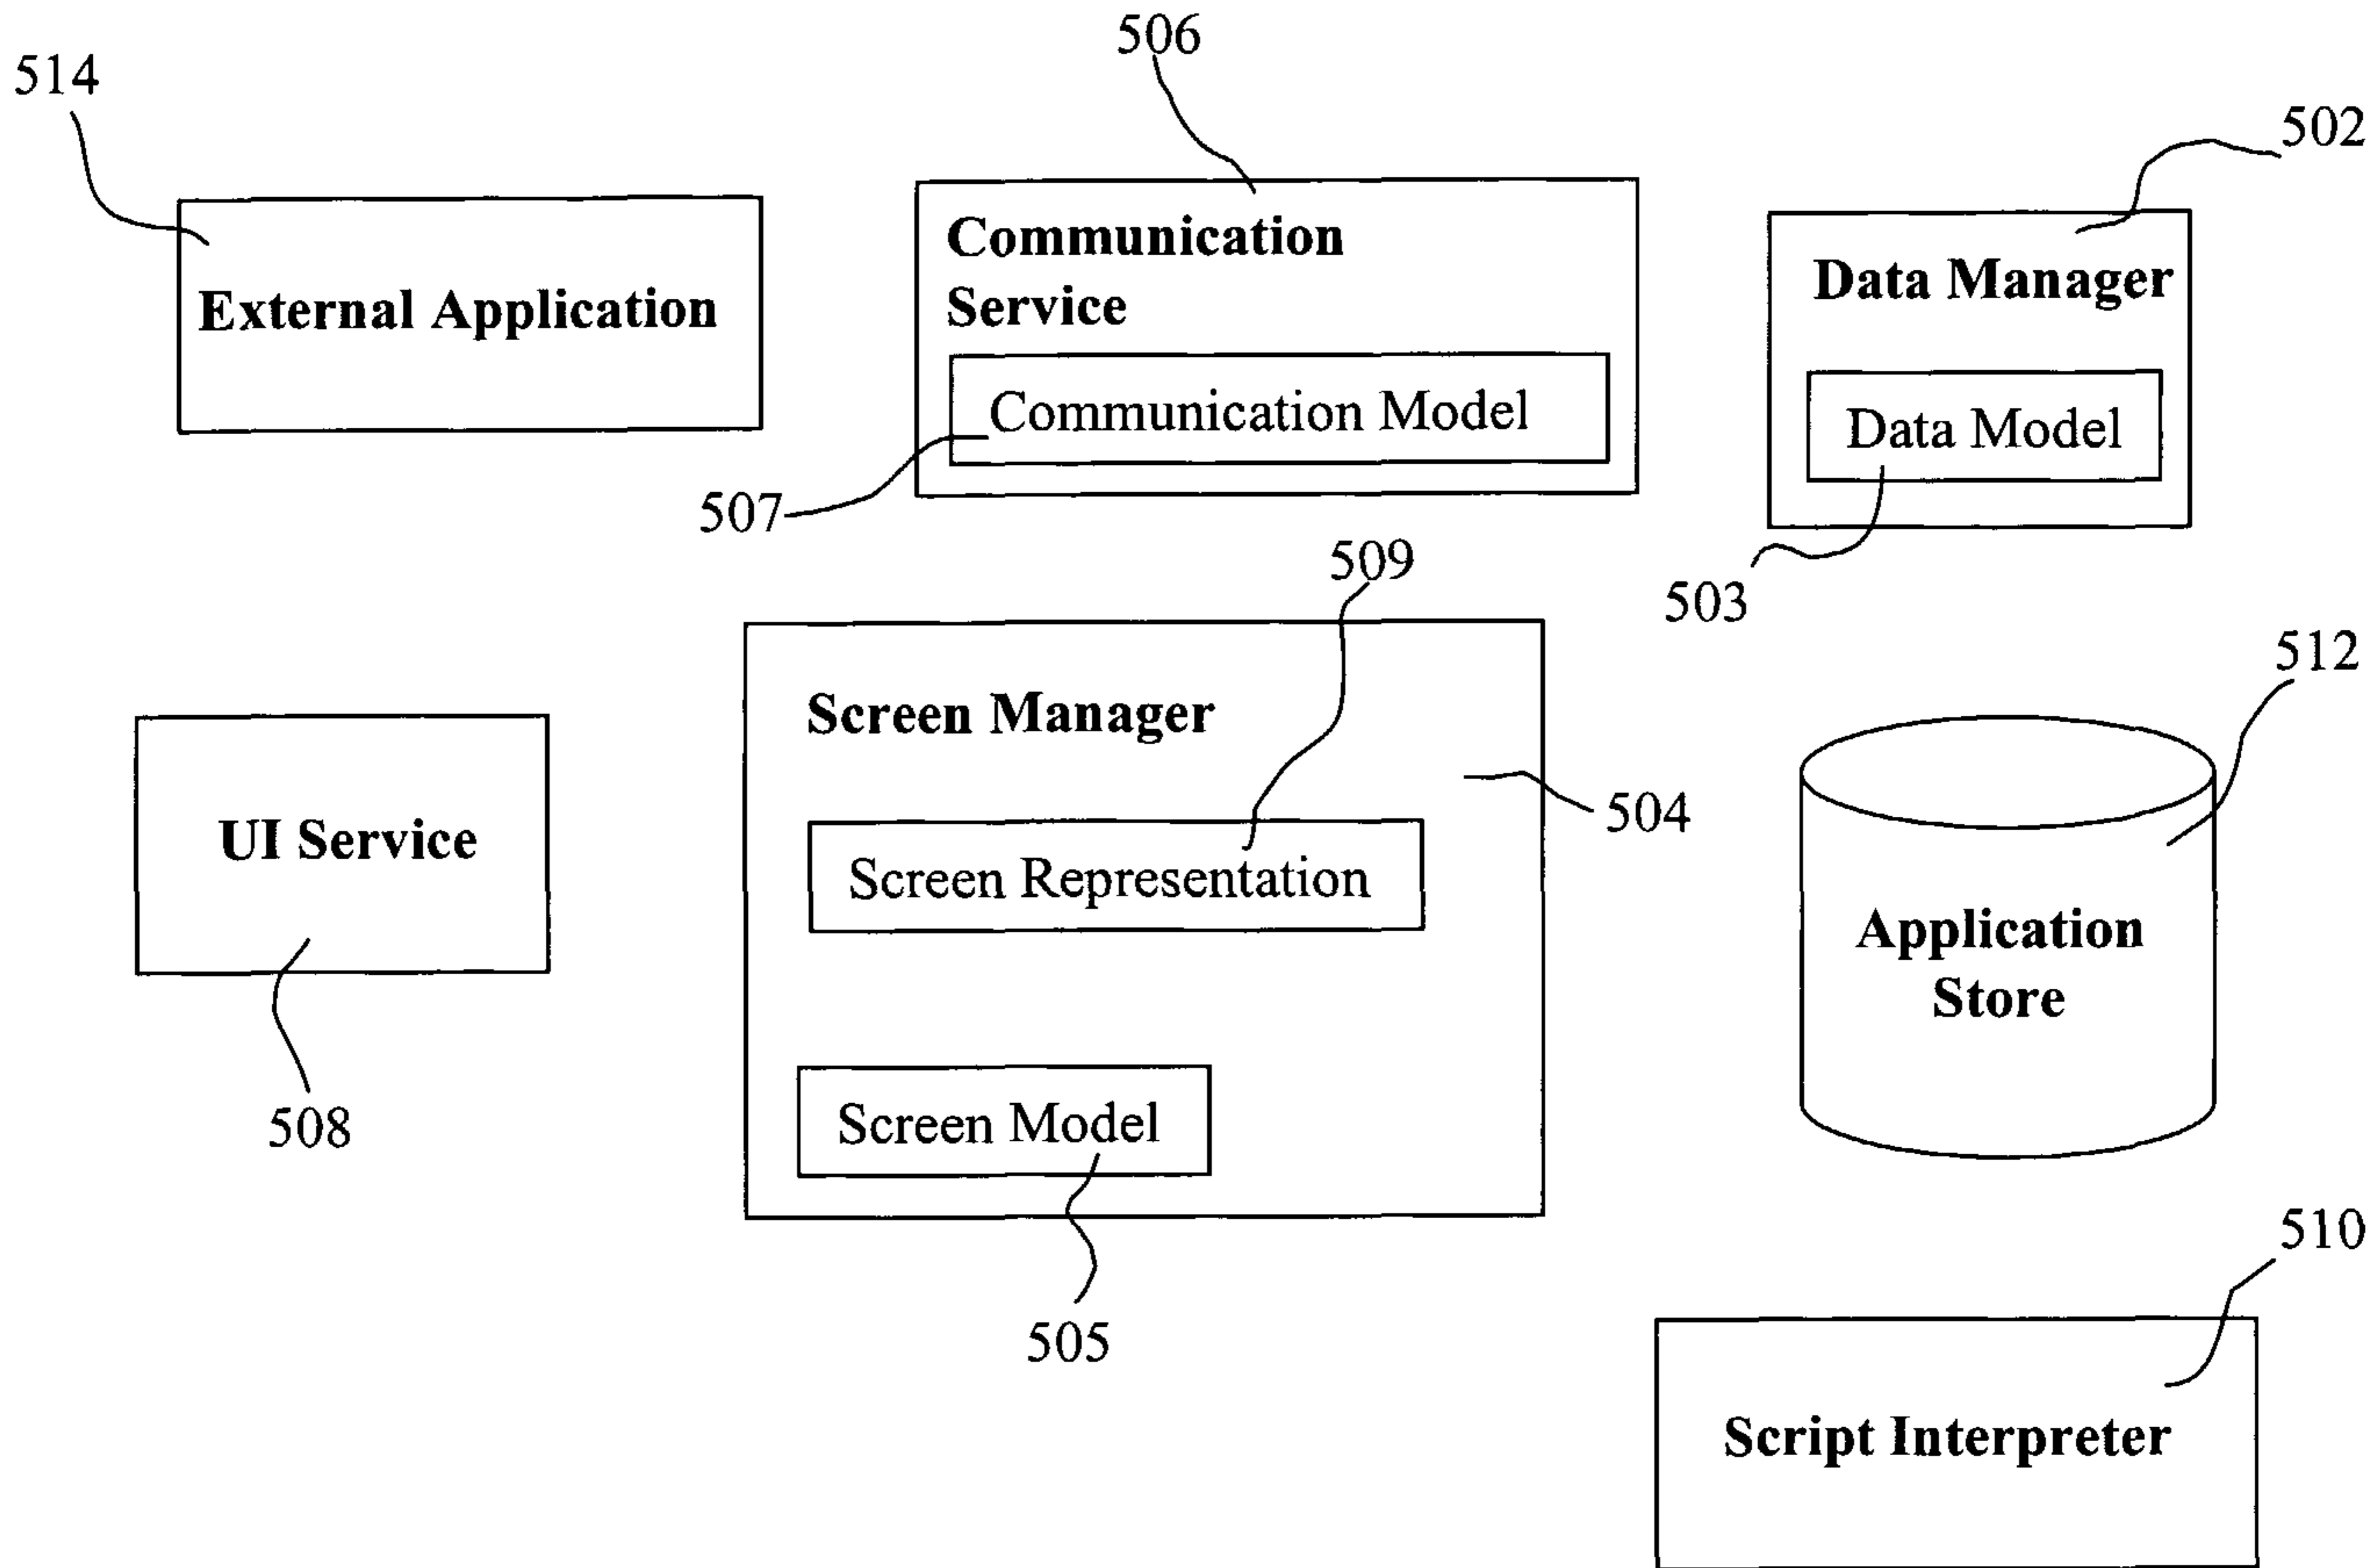 506
514
502
Communication
Service
Data Manager
External Application
Communication Model
Data Model
507
509
503
512
Screen Manager
504
UI Service
Screen Representation
Application
Store
508
Screen Model
510
505
Script Interpreter